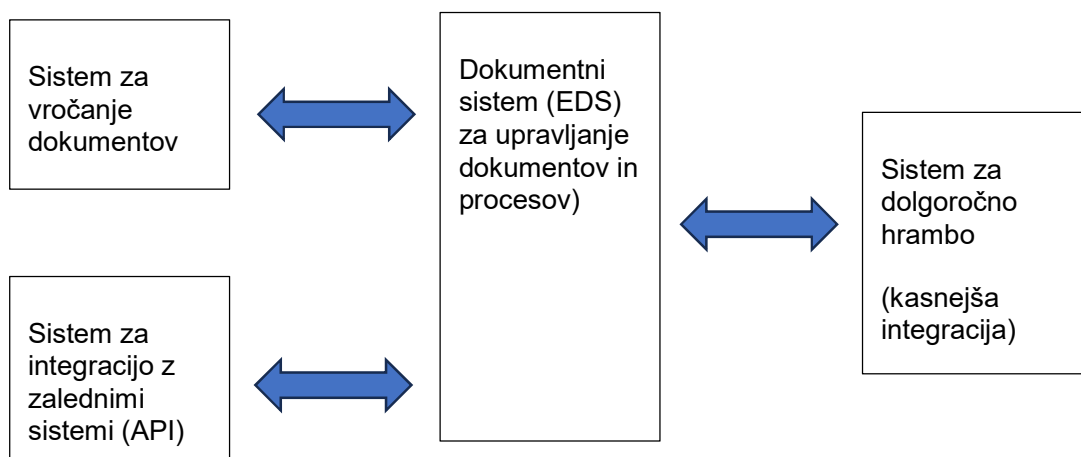 Sistem za
vročanje
dokumentov
Sistem za
integracijo z
zalednimi
sistemi (API)
Dokumentni
sistem (EDS)
za upravljanje
dokumentov in
procesov)
Sistem za
dolgoročno
hrambo
(kasnejša
integracija)